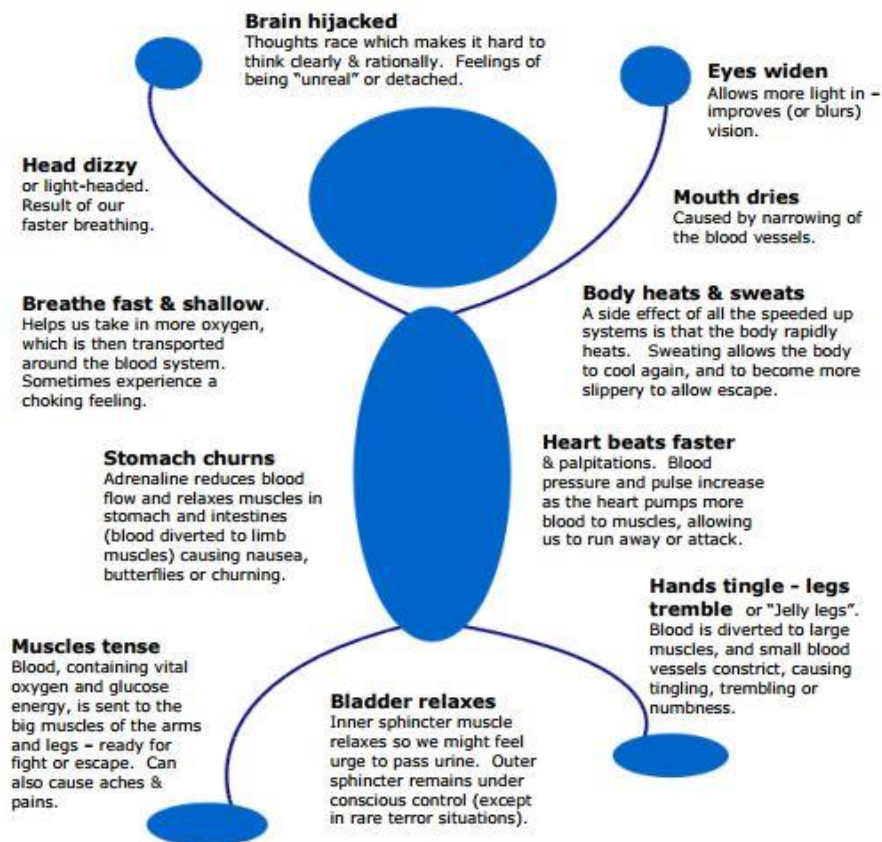 Brain hijacked
Thoughts race which makes it hard to
think clearly & rationally.  Feelings of
being “unreal” or detached.
Eyes widen
Allows more light in –
improves (or blurs)
vision.
Head dizzy
or light-headed.
Result of our
faster breathing.
Mouth dries
Caused by narrowing of
the blood vessels.
Breathe fast & shallow.
Helps us take in more oxygen,
which is then transported
around the blood system.
Sometimes experience a
choking feeling.
Body heats & sweats
A side effect of all the speeded up
systems is that the body rapidly
heats.   Sweating allows the body
to cool again, and to become more
slippery to allow escape.
Stomach churns
Adrenaline reduces blood
flow and relaxes muscles in
stomach and intestines
(blood diverted to limb
muscles) causing nausea,
butterflies or churning.
Heart beats faster
& palpitations.  Blood
pressure and pulse increase
as the heart pumps more
blood to muscles, allowing
us to run away or attack.
Hands tingle - legs
tremble or “Jelly legs”.
Blood is diverted to large
muscles, and small blood
vessels constrict, causing
tingling, trembling or
numbness.
Muscles tense
Blood, containing vital
oxygen and glucose
energy, is sent to the
big muscles of the arms
and legs – ready for
fight or escape.  Can
also cause aches &
pains.
Bladder relaxes
Inner sphincter muscle
relaxes so we might feel
urge to pass urine.  Outer
sphincter remains under
conscious control (except
in rare terror situations).